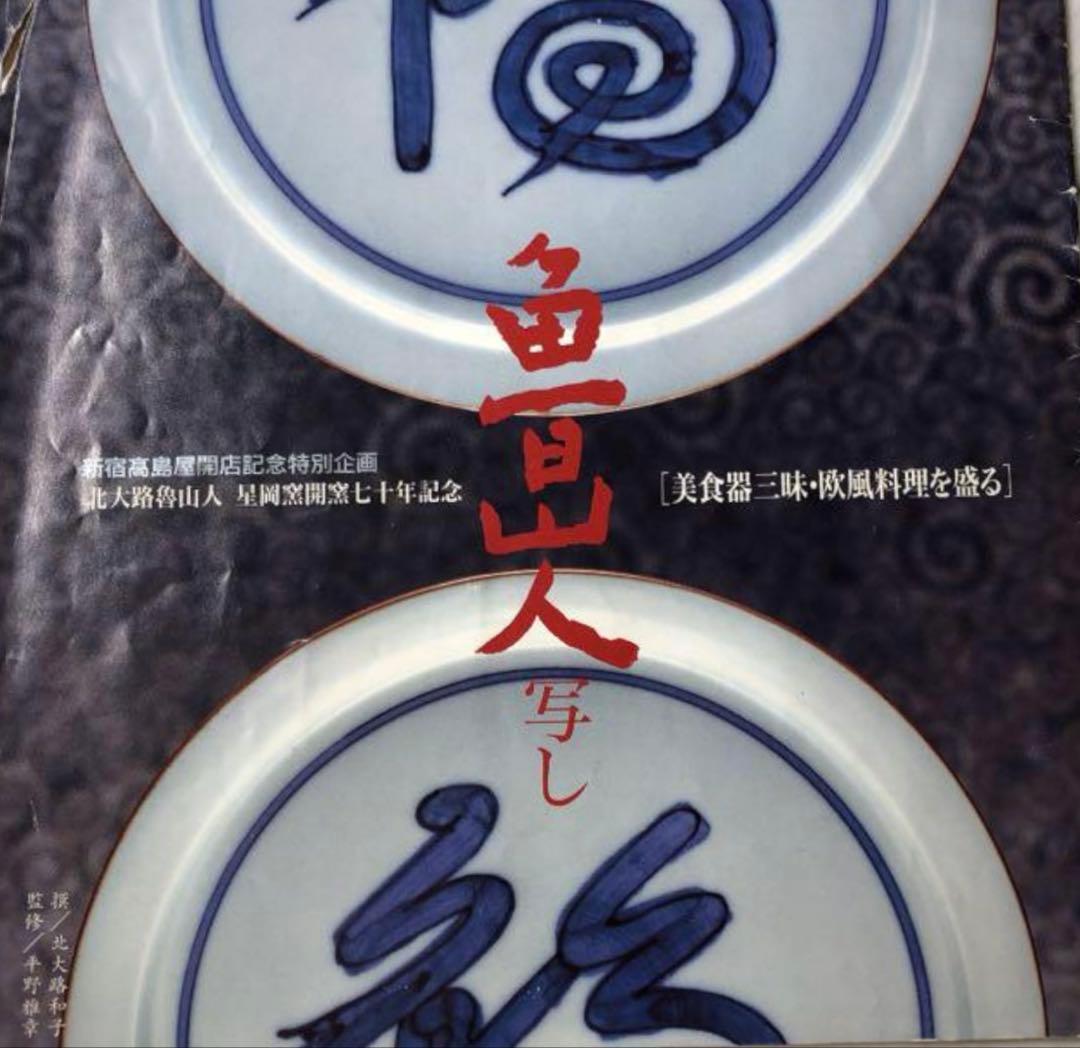 魯山人
写し
新宿高島屋開店記念特別企画
北大路魯山人 星岡窯開窯七十年記念
[美食器三昧・欧風料理を盛る]
撰／北大路和子
監修／平野雅章